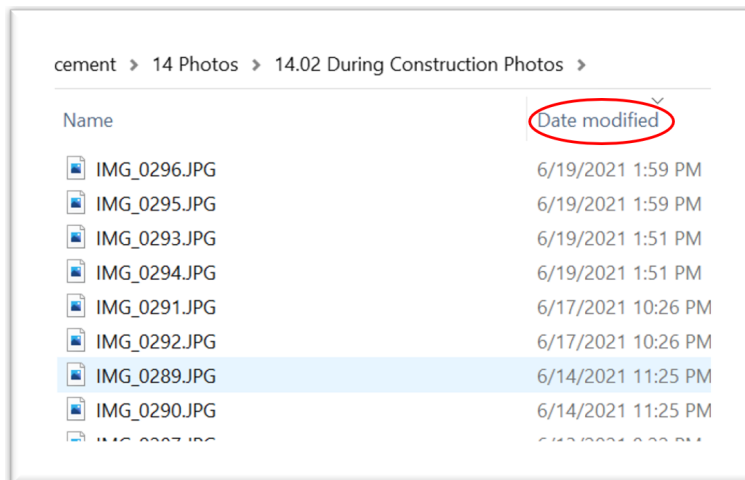 cement > 14 Photos > 14.02 During Construction Photos >
Name Date modified
IMG_0296.JPG 6/19/2021 1:59 PM
IMG_0295.JPG 6/19/2021 1:59 PM
IMG_0293.JPG 6/19/2021 1:51 PM
IMG_0294.JPG 6/19/2021 1:51 PM
IMG_0291.JPG 6/17/2021 10:26 PM
IMG_0292.JPG 6/17/2021 10:26 PM
IMG_0289.JPG 6/14/2021 11:25 PM
IMG_0290.JPG 6/14/2021 11:25 PM